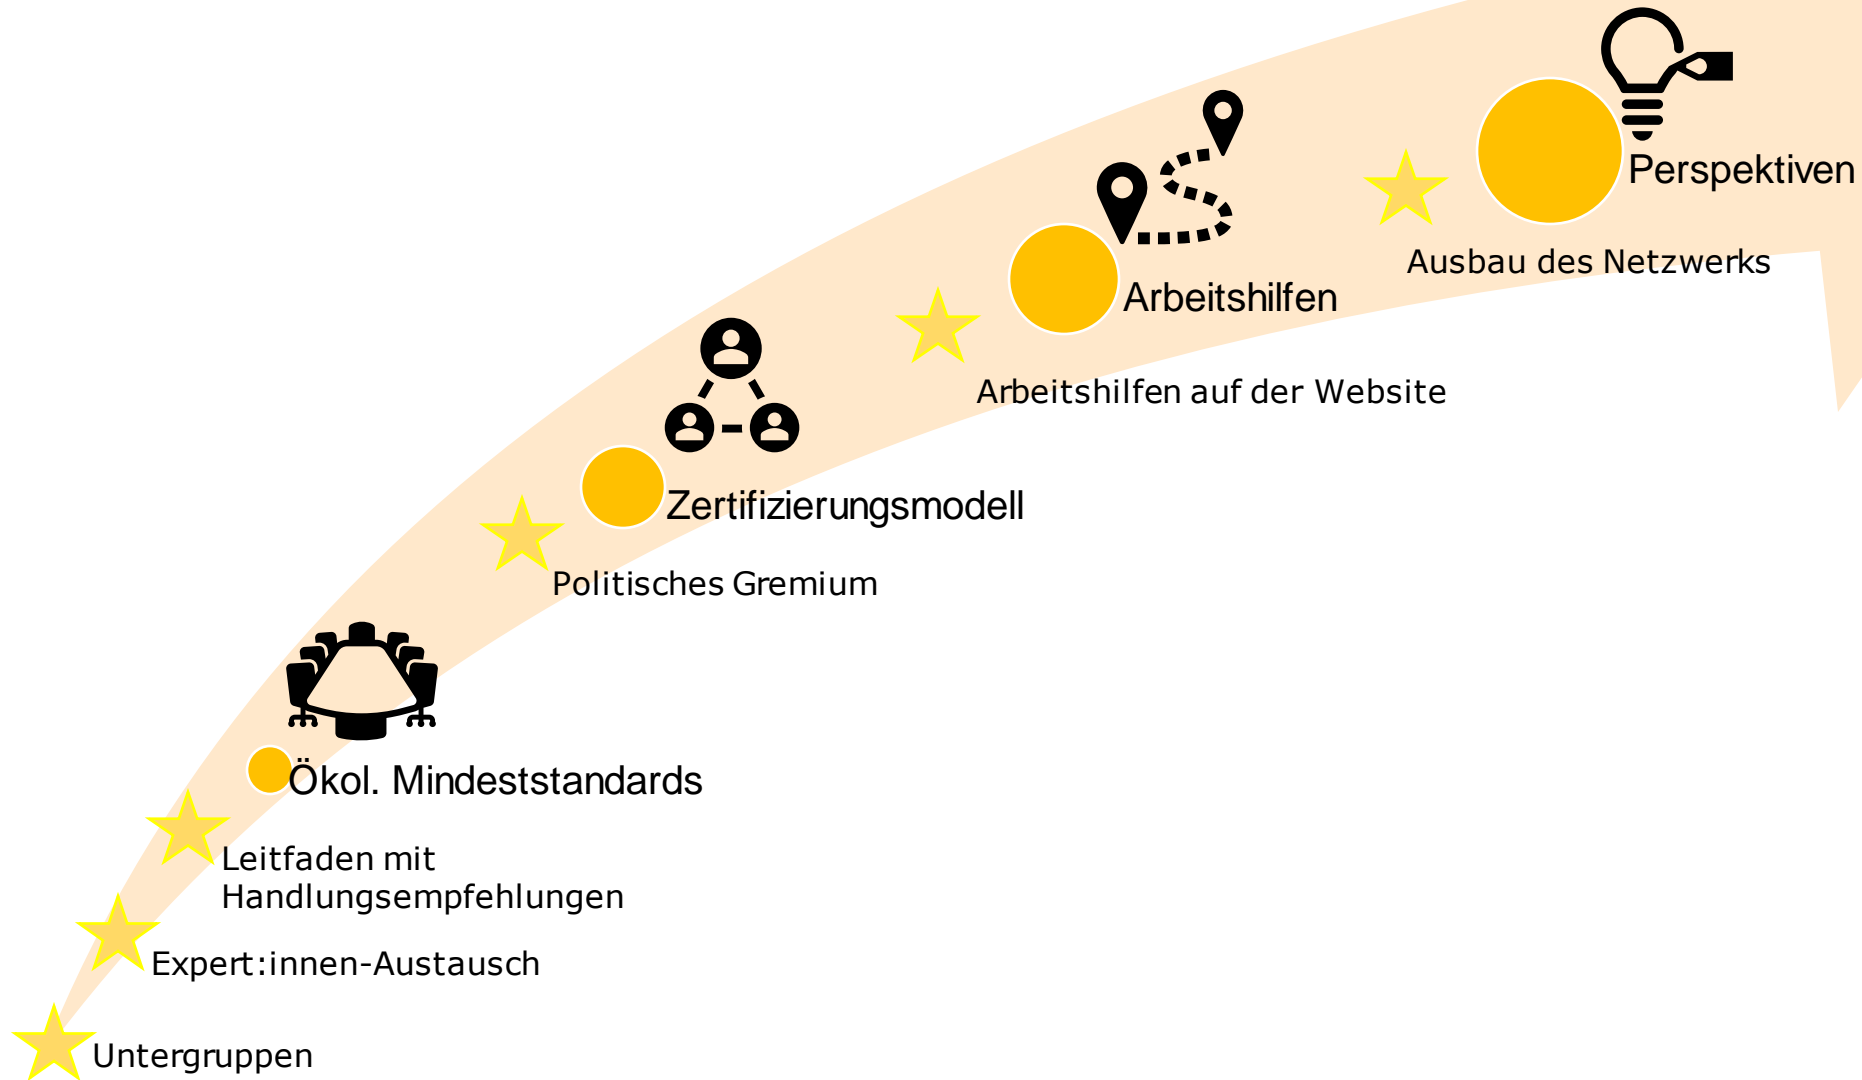 Perspektiven
Ausbau des Netzwerks
Arbeitshilfen
Arbeitshilfen auf der Website
Zertifizierungsmodell
Politisches Gremium
Ökol. Mindeststandards
Leitfaden mit
Handlungsempfehlungen
Expert:innen-Austausch
Untergruppen